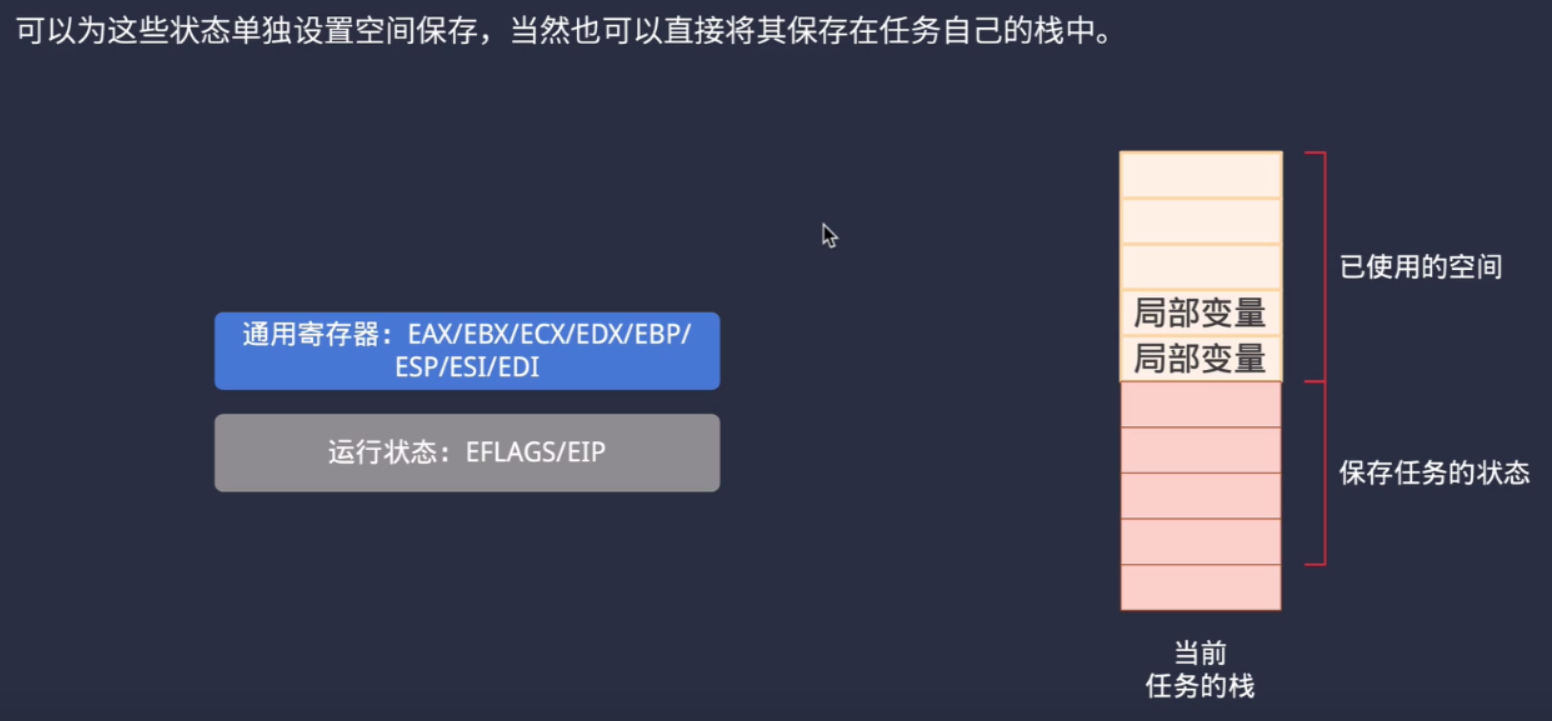 可以为这些状态单独设置空间保存，当然也可以直接将其保存在任务自己的栈中。
通用寄存器：EAX/EBX/ECX/EDX/EBP/
ESP/ESI/EDI
运行状态：EFLAGS/EIP
局部变量
局部变量
已使用的空间
保存任务的状态
当前
任务的栈